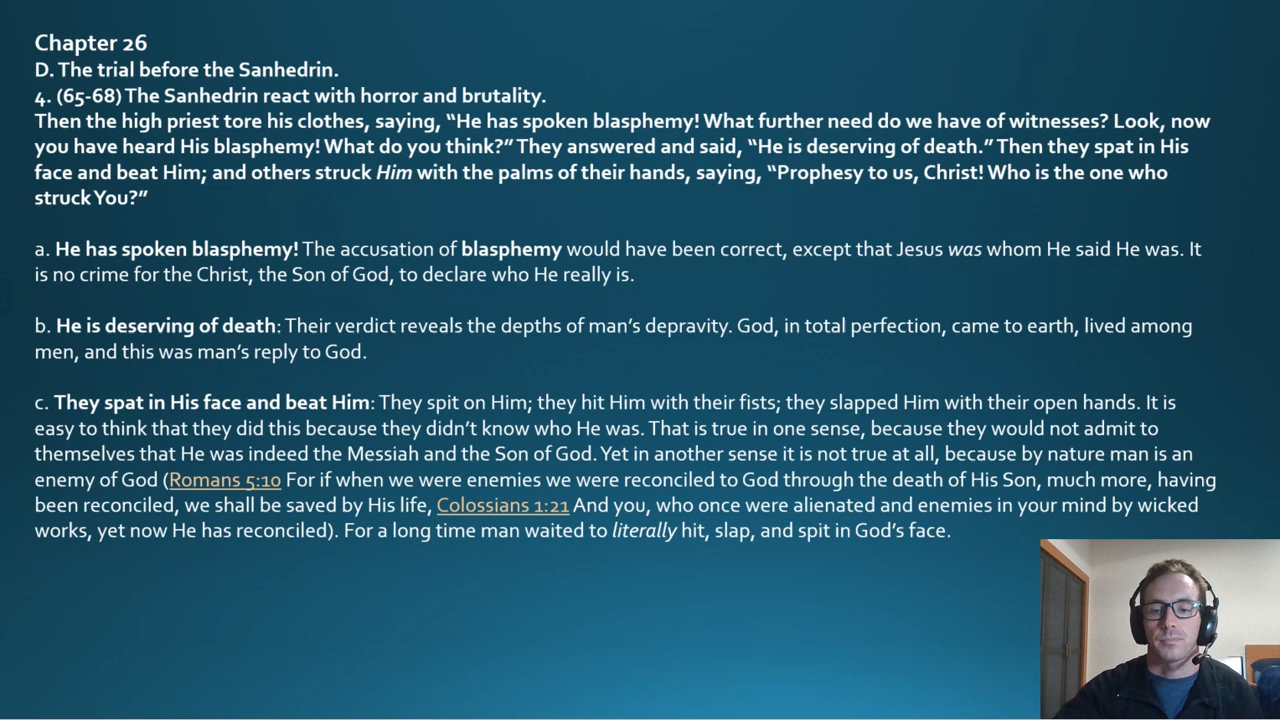 Chapter 26
D. The trial before the Sanhedrin.
4. (65-68) The Sanhedrin react with horror and brutality.
Then the high priest tore his clothes, saying, “He has spoken blasphemy! What further need do we have of witnesses? Look, now
you have heard His blasphemy! What do you think?” They answered and said, “He is deserving of death.” Then they spat in His
face and beat Him; and others struck Him with the palms of their hands, saying, “Prophesy to us, Christ! Who is the one who
struck You?”
a. He has spoken blasphemy! The accusation of blasphemy would have been correct, except that Jesus was whom He said He was. It
is no crime for the Christ, the Son of God, to declare who He really is.
b. He is deserving of death: Their verdict reveals the depths of man’s depravity. God, in total perfection, came to earth, lived among
men, and this was man’s reply to God.
c. They spat in His face and beat Him: They spit on Him; they hit Him with their fists; they slapped Him with their open hands. It is
easy to think that they did this because they didn’t know who He was. That is true in one sense, because they would not admit to
themselves that He was indeed the Messiah and the Son of God. Yet in another sense it is not true at all, because by nature man is an
enemy of God (Romans 5:10 For if when we were enemies we were reconciled to God through the death of His Son, much more, having
been reconciled, we shall be saved by His life, Colossians 1:21 And you, who once were alienated and enemies in your mind by wicked
works, yet now He has reconciled). For a long time man waited to literally hit, slap, and spit in God’s face.